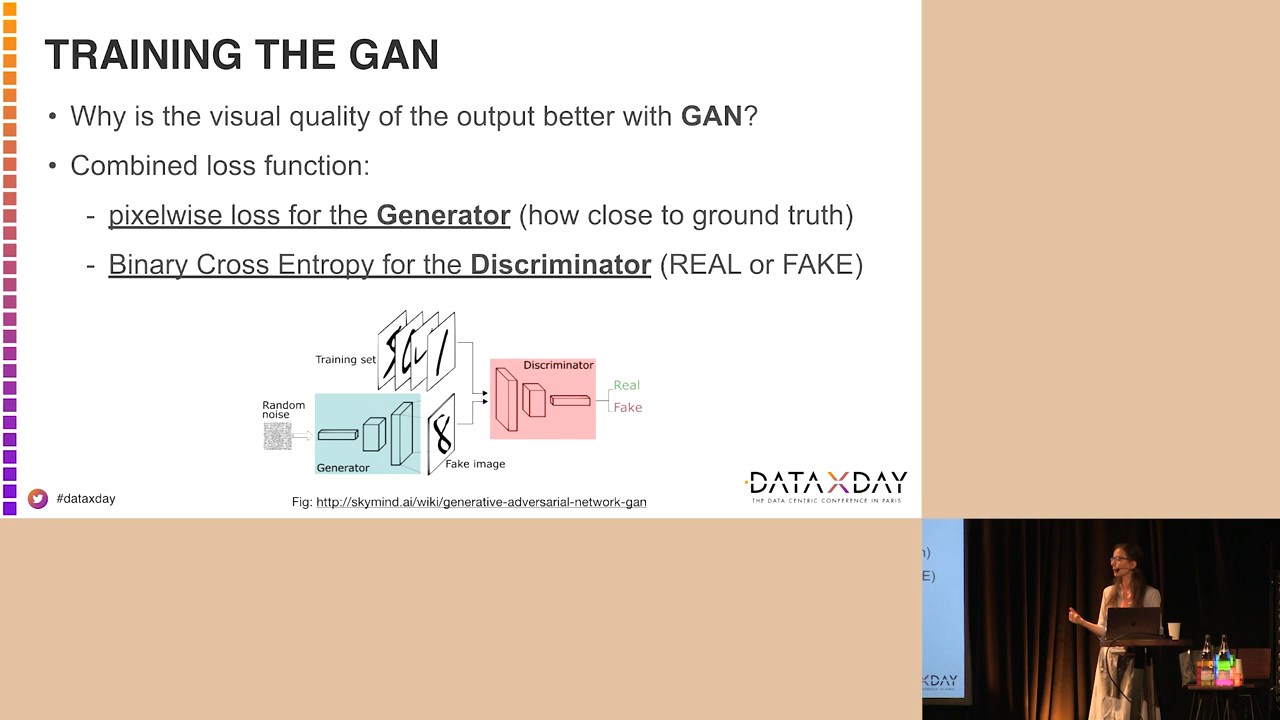 TRAINING THE GAN
• Why is the visual quality of the output better with GAN?
• Combined loss function:
- pixelwise loss for the Generator (how close to ground truth)
- Binary Cross Entropy for the Discriminator (REAL or FAKE)
Training set
Discriminator
Real
Fake
Random
noise
Generator
Fake image
#dataxday
Fig: http://skymind.ai/wiki/generative-adversarial-network-gan
DATAXDAY
THE DATA CENTRIC CONFERENCE IN PARIS
)
E)
XDAY